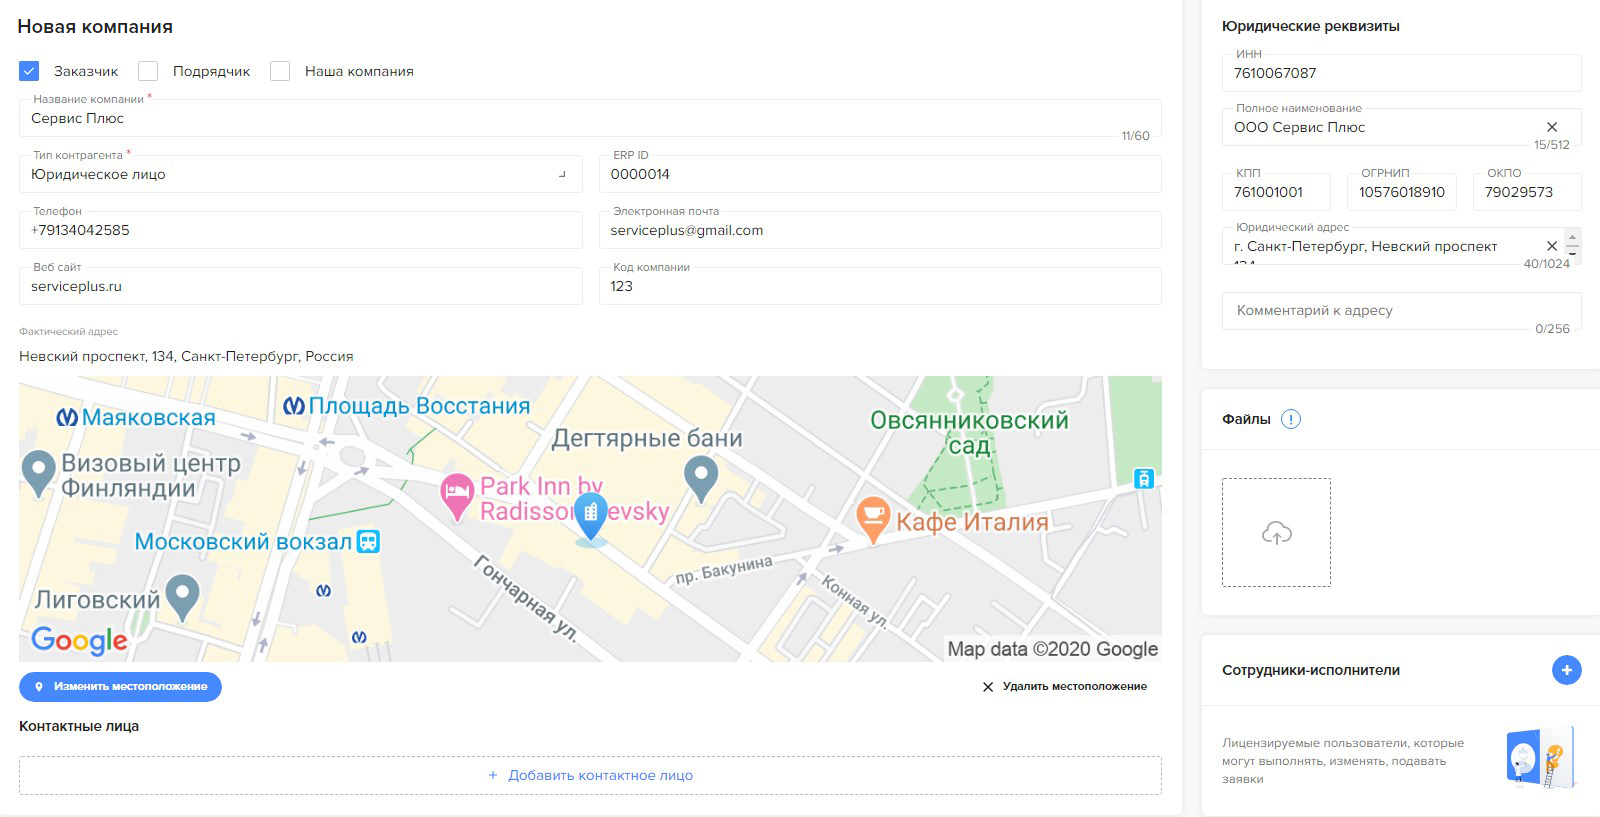 Новая компания
Заказчик
Подрядчик
Наша компания
Название компании *
Сервис Плюс
11/60
Тип контрагента *
Юридическое лицо
ERP ID
0000014
Телефон
+79134042585
Электронная почта
serviceplus@gmail.com
Веб сайт
serviceplus.ru
Код компании
123
Фактический адрес
Невский проспект, 134, Санкт-Петербург, Россия
Маяковская
Площадь Восстания
Дегтярные бани
Овсянниковский
сад
Визовый центр
Финляндии
Park Inn by
Кафе Италия
Московский вокзал
Гончарная ул.
пр. Бакунина
Конная ул.
Лиговский
Google
Map data ©2020 Google
Изменить местоположение
Удалить местоположение
Контактные лица
+ Добавить контактное лицо
Юридические реквизиты
ИНН
7610067087
Полное наименование
ООО Сервис Плюс
15/512
КПП
761001001
ОГРНИП
10576018910
ОКПО
79029573
Юридический адрес
г. Санкт-Петербург, Невский проспект
40/1024
Комментарий к адресу
0/256
Файлы
Сотрудники-исполнители
Лицензируемые пользователи, которые
могут выполнять, изменять, подавать
заявки